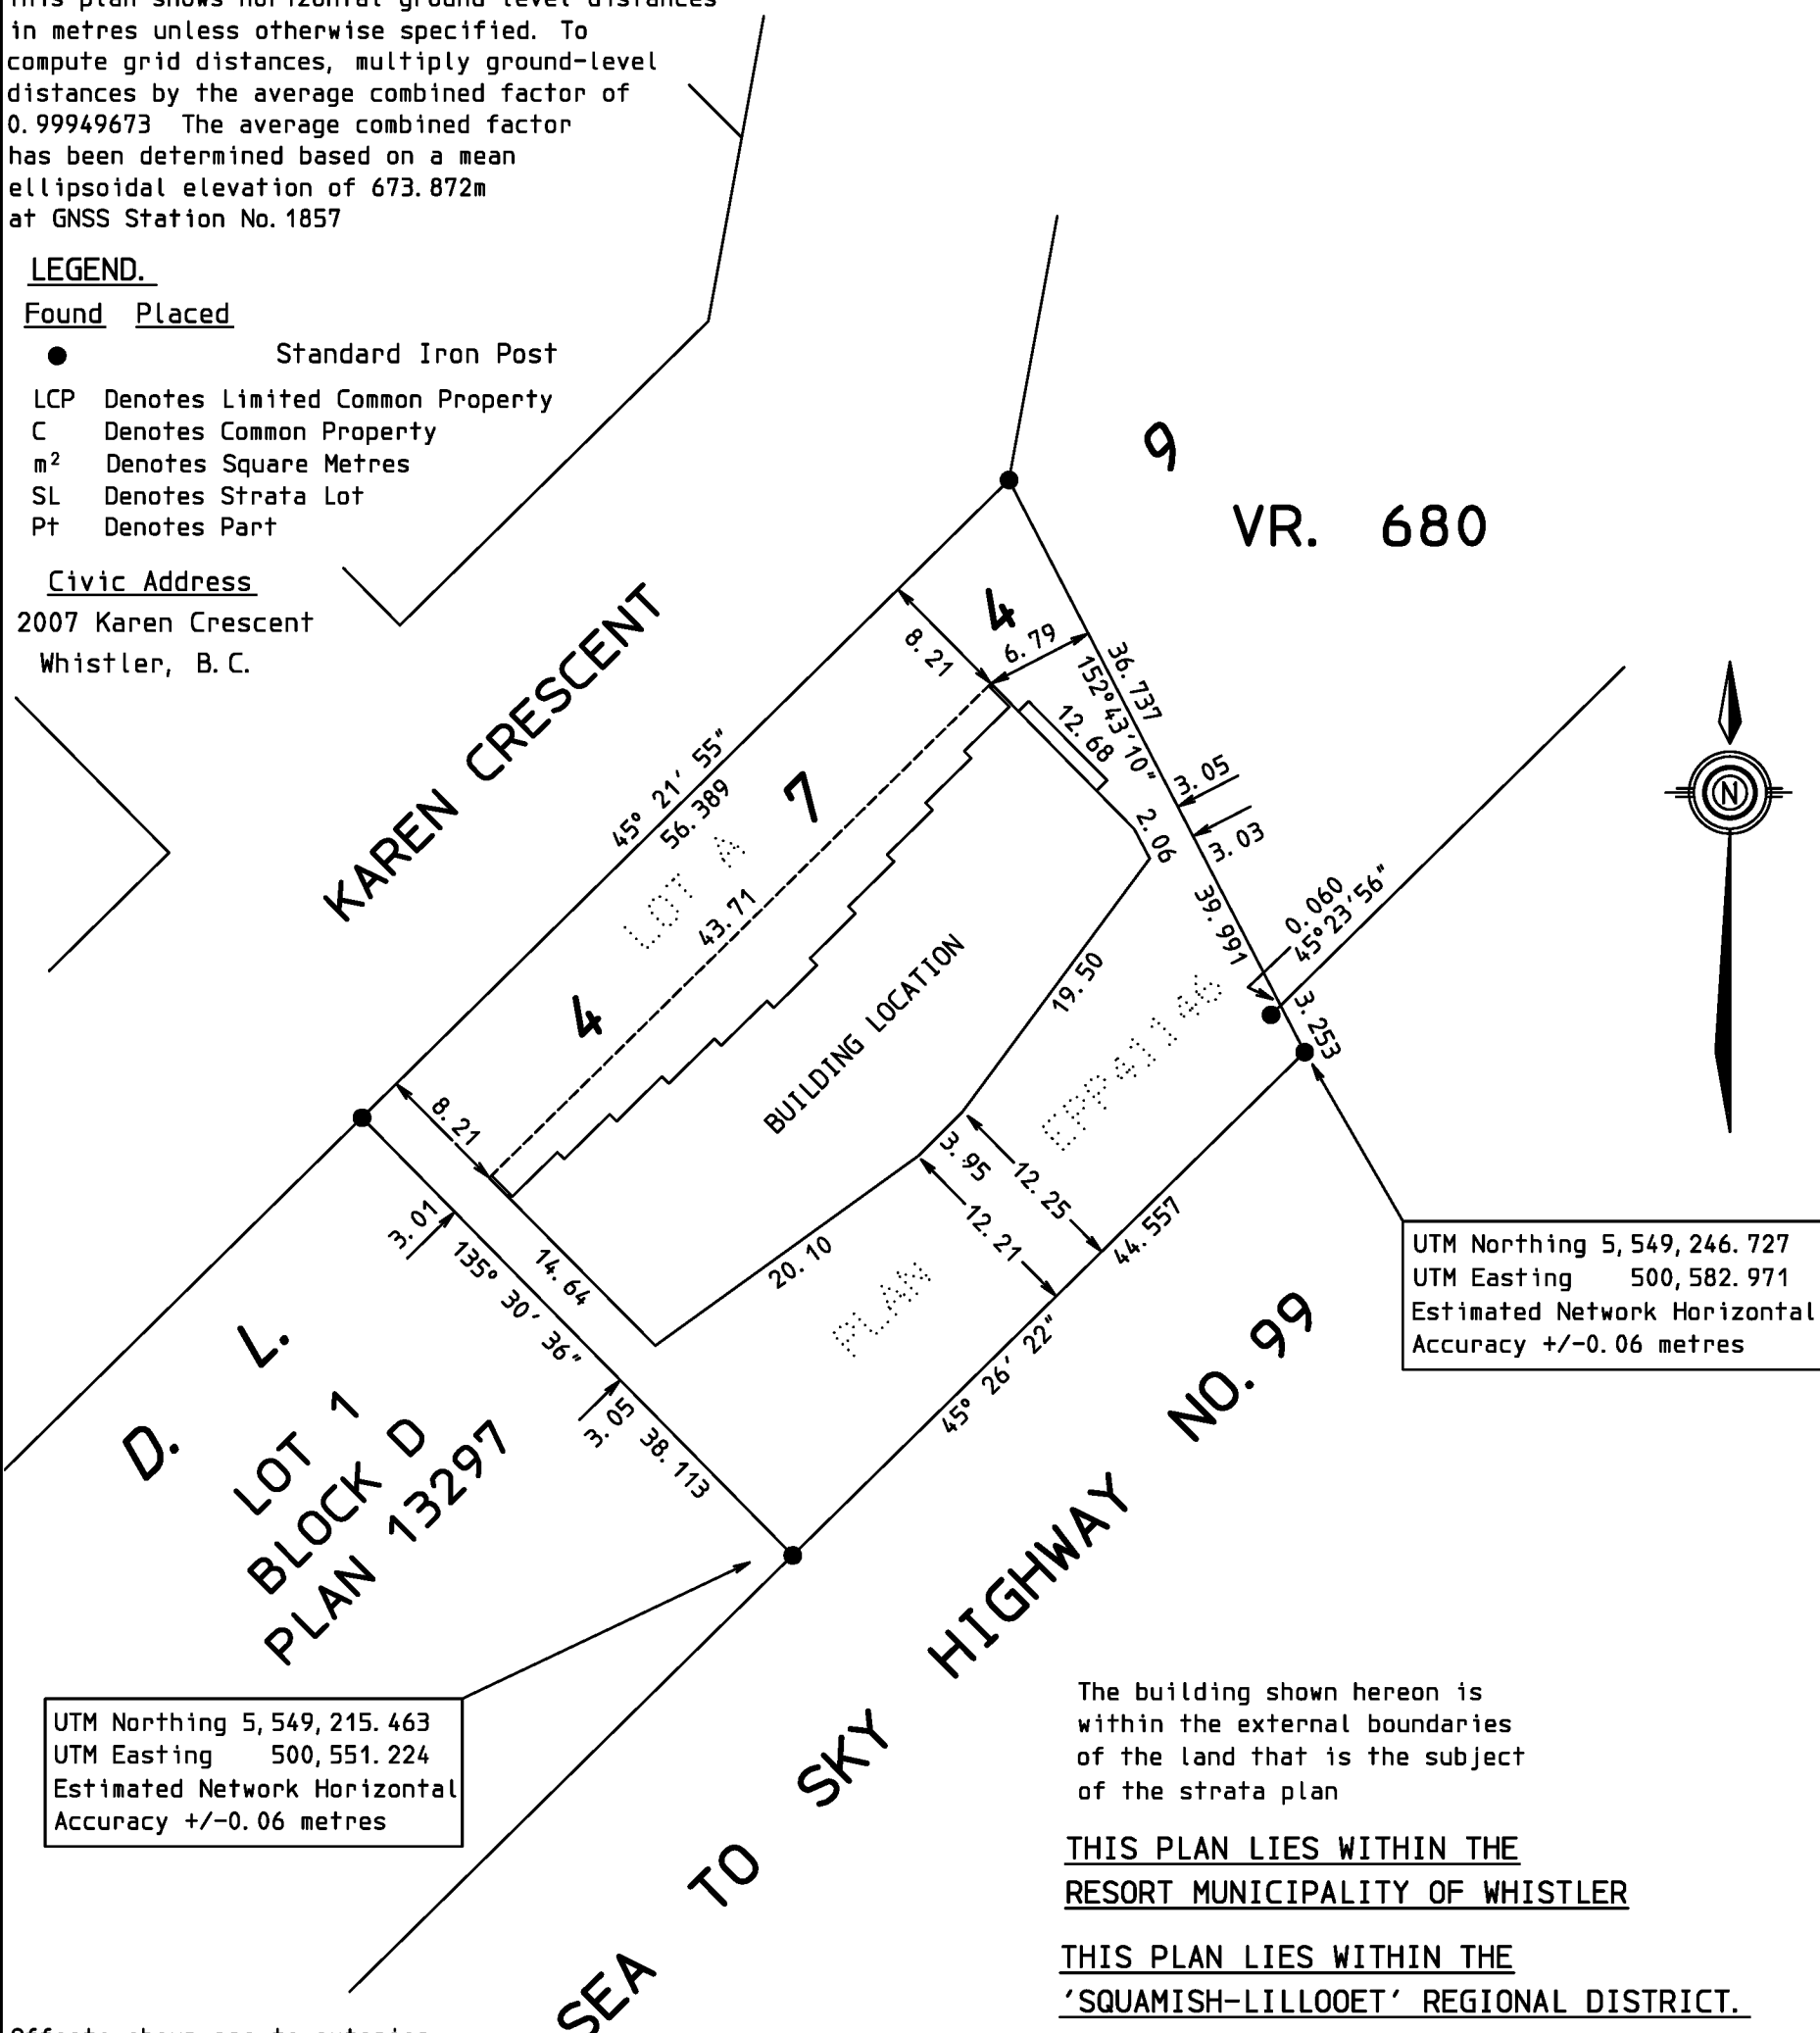 This plan shows horizontal ground level distances
in metres unless otherwise specified. To
compute grid distances, multiply ground-level
distances by the average combined factor of
0.99949673 The average combined factor
has been determined based on a mean
ellipsoidal elevation of 673.872m
at GNSS Station No. 1857
LEGEND.
Found Placed
Standard Iron Post
LCP Denotes Limited Common Property
C Denotes Common Property
m² Denotes Square Metres
SL Denotes Strata Lot
Pt Denotes Part
Civic Address
2007 Karen Crescent
Whistler, B.C.
9
VR. 680
KAREN CRESCENT
45° 21' 55"
56.389
LOT A
43.71
4 7 4
8.21
6.79
36.737
152°43'10"
12.68
3.05
3.03
2.06
39.991
0.060
45°23'56"
3.253
N
19.50
BUILDING LOCATION
8.21
3.01
135° 30' 36"
14.64
3.05
38.113
20.10
3.95
12.25
12.21
44.557
45° 26' 22"
PLAN EPP41146
UTM Northing 5,549,246.727
UTM Easting 500,582.971
Estimated Network Horizontal
Accuracy +/-0.06 metres
D. L.
LOT 1
BLOCK D
PLAN 13297
SEA TO SKY HIGHWAY NO. 99
UTM Northing 5,549,215.463
UTM Easting 500,551.224
Estimated Network Horizontal
Accuracy +/-0.06 metres
The building shown hereon is
within the external boundaries
of the land that is the subject
of the strata plan
THIS PLAN LIES WITHIN THE
RESORT MUNICIPALITY OF WHISTLER
THIS PLAN LIES WITHIN THE
'SQUAMISH-LILLOOET' REGIONAL DISTRICT.